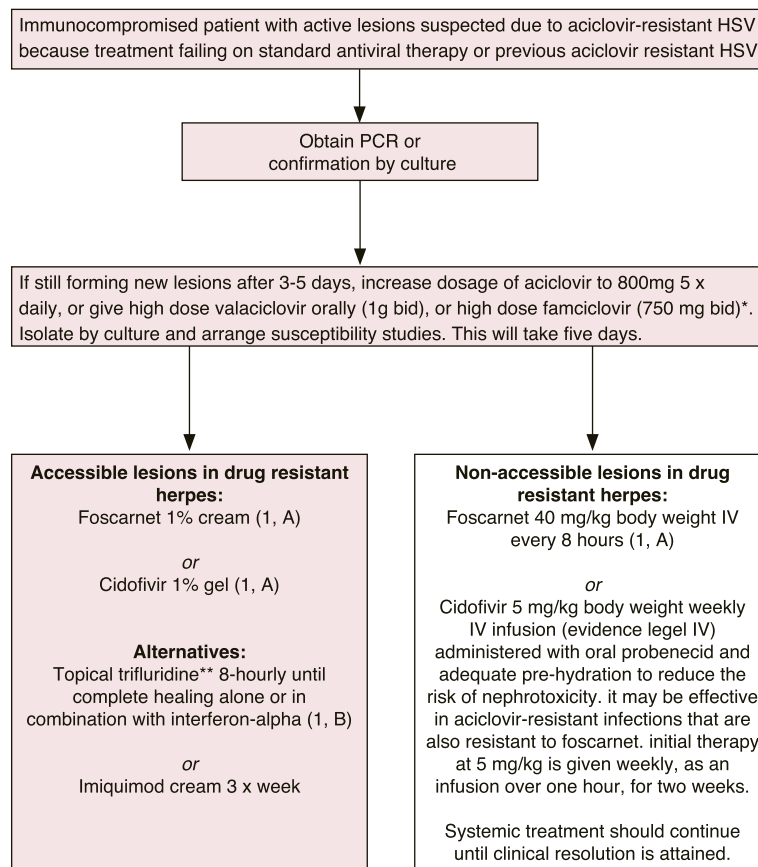 Immunocompromised patient with active lesions suspected due to aciclovir-resistant HSV
because treatment failing on standard antiviral therapy or previous aciclovir resistant HSV
Obtain PCR or
confirmation by culture
If still forming new lesions after 3-5 days, increase dosage of aciclovir to 800mg 5 x
daily, or give high dose valaciclovir orally (1g bid), or high dose famciclovir (750 mg bid)*.
Isolate by culture and arrange susceptibility studies. This will take five days.
Accessible lesions in drug resistant
herpes:
Foscarnet 1% cream (1, A)
or
Cidofivir 1% gel (1, A)
Alternatives:
Topical trifluridine** 8-hourly until
complete healing alone or in
combination with interferon-alpha (1, B)
or
Imiquimod cream 3 x week
Non-accessible lesions in drug
resistant herpes:
Foscarnet 40 mg/kg body weight IV
every 8 hours (1, A)
or
Cidofivir 5 mg/kg body weight weekly
IV infusion (evidence legel IV)
administered with oral probenecid and
adequate pre-hydration to reduce the
risk of nephrotoxicity. it may be effective
in aciclovir-resistant infections that are
also resistant to foscarnet. initial therapy
at 5 mg/kg is given weekly, as an
infusion over one hour, for two weeks.
Systemic treatment should continue
until clinical resolution is attained.